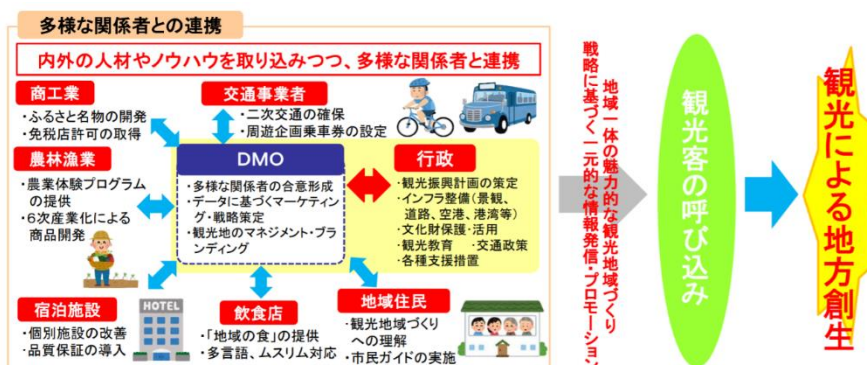 多様な関係者との連携
内外の人材やノウハウを取り込みつつ、多様な関係者と連携
商工業
・ふるさと名物の開発
・免税店許可の取得
交通事業者
・二次交通の確保
・周遊企画乗車券の設定
農林漁業
・農業体験プログラム
の提供
・6次産業化による
商品開発
DMO
・多様な関係者の合意形成
・データに基づくマーケティ
ング・戦略策定
・観光地のマネジメント・ブラ
ンディング
行政
・観光振興計画の策定
・インフラ整備(景観、
道路、空港、港湾等)
・文化財保護・活用
・観光教育 ・交通政策
・各種支援措置
宿泊施設
・個別施設の改善
・品質保証の導入
HOTEL
飲食店
・「地域の食」の提供
・多言語、ムスリム対応
地域住民
・観光地域づくり
への理解
・市民ガイドの実施
地域一体の魅力的な観光地域づくり
戦略に基づく一元的な情報発信・プロモーション
観光客の呼び込み
観光による地方創生